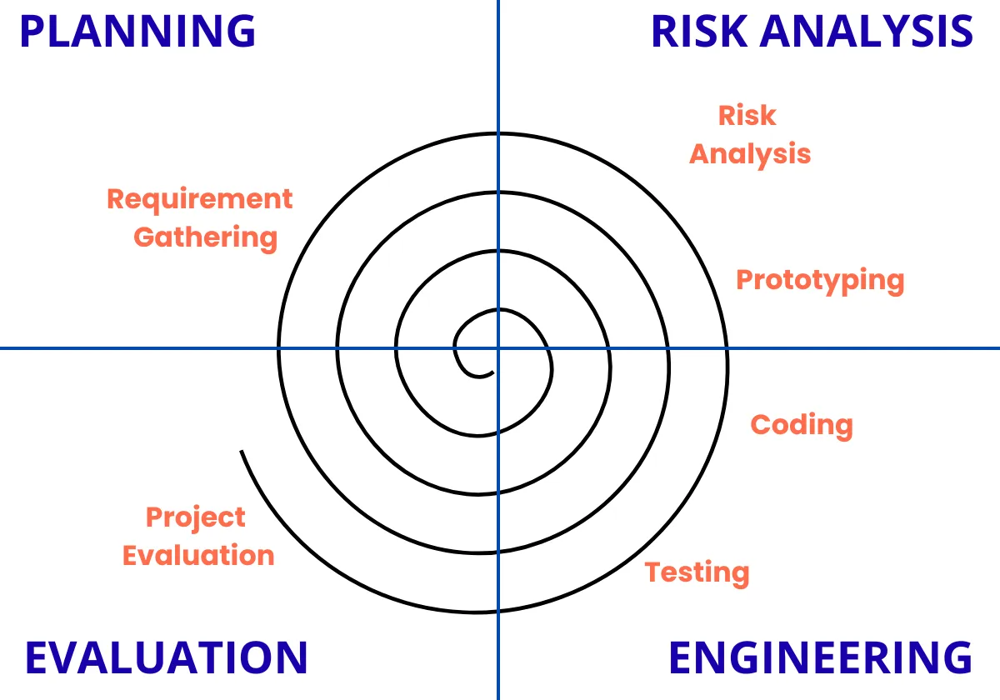 PLANNING
RISK ANALYSIS
Risk
Analysis
Requirement
Gathering
Prototyping
Coding
Project
Evaluation
Testing
EVALUATION
ENGINEERING